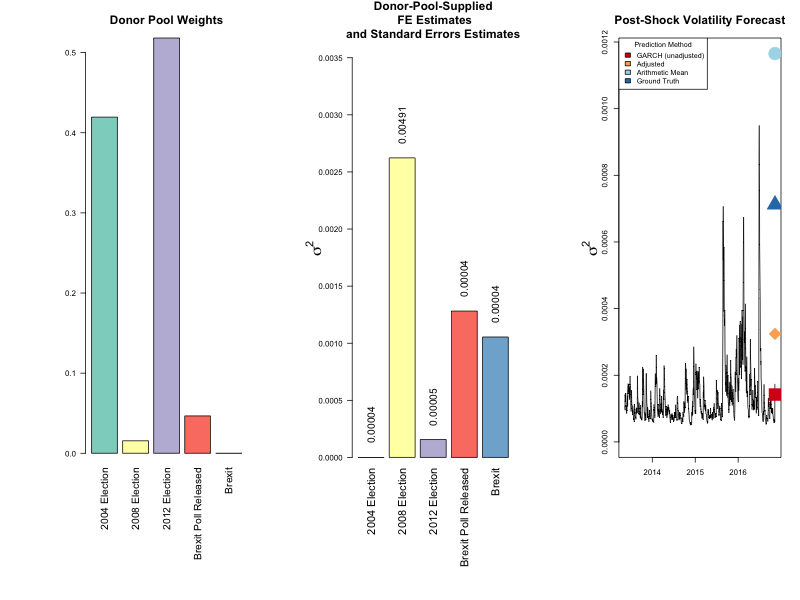 Donor Pool Weights
0.5
0.4
0.3
0.2
0.1
0.0
2004 Election
2008 Election
2012 Election
Brexit Poll Released
Brexit
Donor-Pool-Supplied
FE Estimates
and Standard Errors Estimates
σ2
0.0035
0.0030
0.0025
0.0020
0.0015
0.0010
0.0005
0.0000
0.00004
0.00491
0.00005
0.00004
0.00004
2004 Election
2008 Election
2012 Election
Brexit Poll Released
Brexit
Post-Shock Volatility Forecast
Prediction Method
GARCH (unadjusted)
Adjusted
Arithmetic Mean
Ground Truth
σ2
0.0012
0.0010
0.0008
0.0006
0.0004
0.0002
0.0000
2014
2015
2016